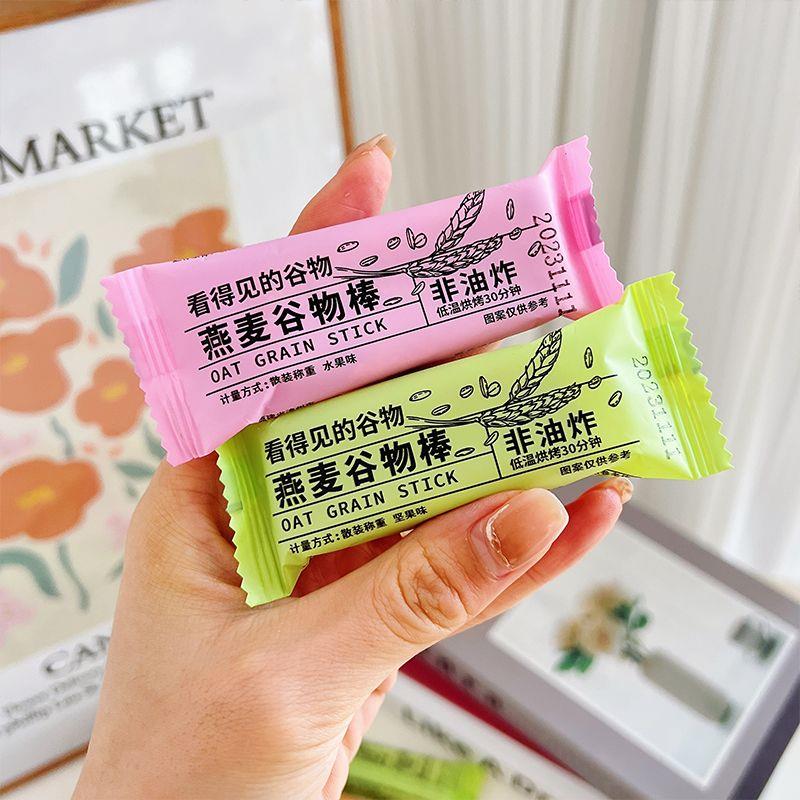 MARKET
看得见的谷物
燕麦谷物棒
OAT GRAIN STICK
计量方式:散装称重 水果味
非油炸
低温烘烤30分钟
图案仅供参考
20231111
看得见的谷物
燕麦谷物棒
OAT GRAIN STICK
计量方式:散装称重 坚果味
非油炸
低温烘烤30分钟
图案仅供参考
20231111